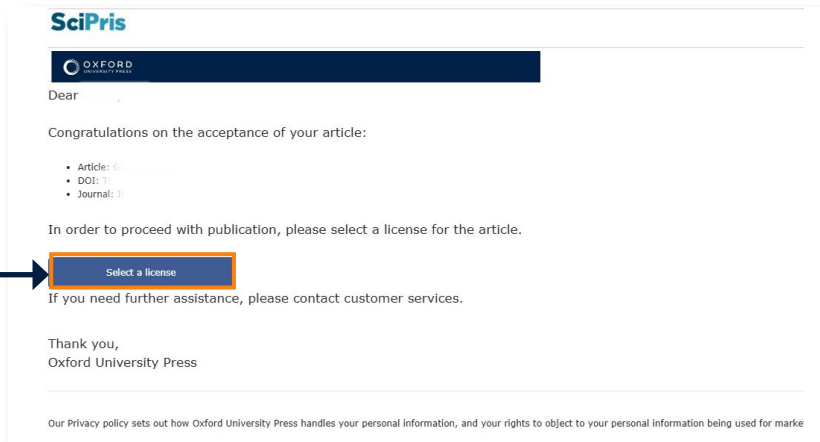 SciPris
OXFORD
UNIVERSITY PRESS
Dear
Congratulations on the acceptance of your article:
• Article:
• DOI:
• Journal:
In order to proceed with publication, please select a license for the article.
Select a license
If you need further assistance, please contact customer services.
Thank you,
Oxford University Press
Our Privacy policy sets out how Oxford University Press handles your personal information, and your rights to object to your personal information being used for marke